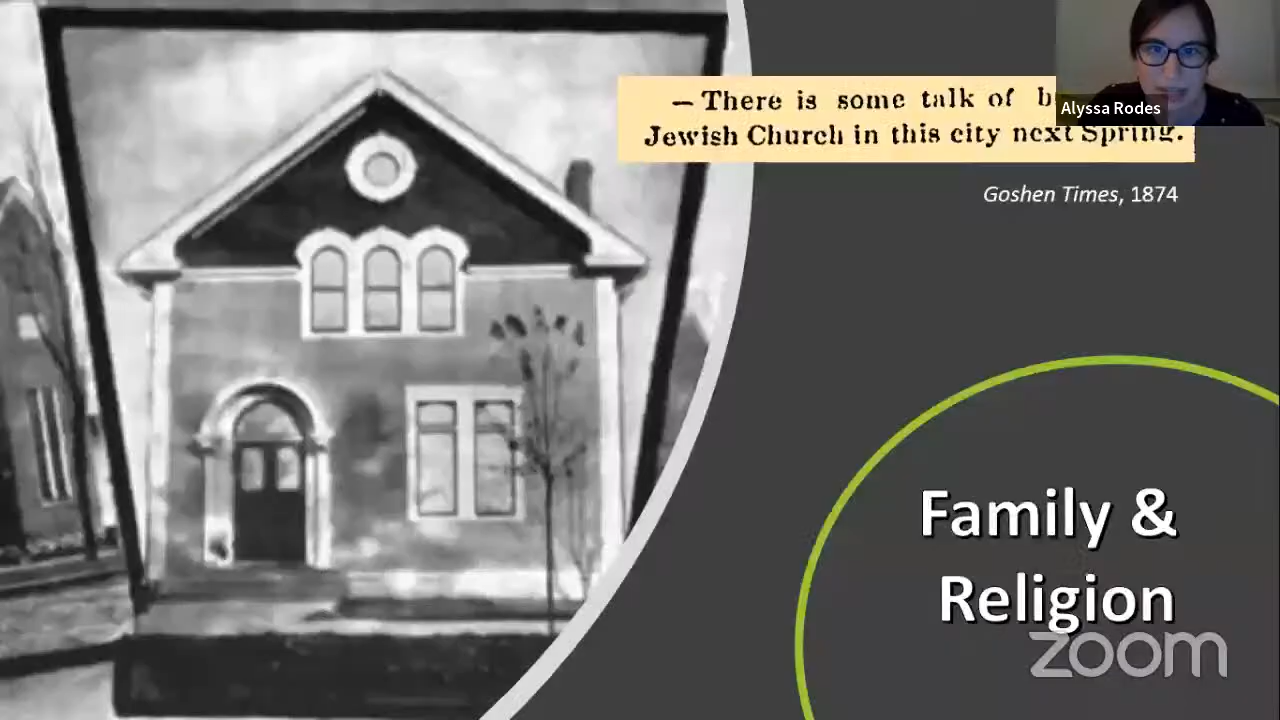 — There is some talk of
Jewish Church in this city next Spring.
Alyssa Rodes
Goshen Times, 1874
Family &
Religion
zoom